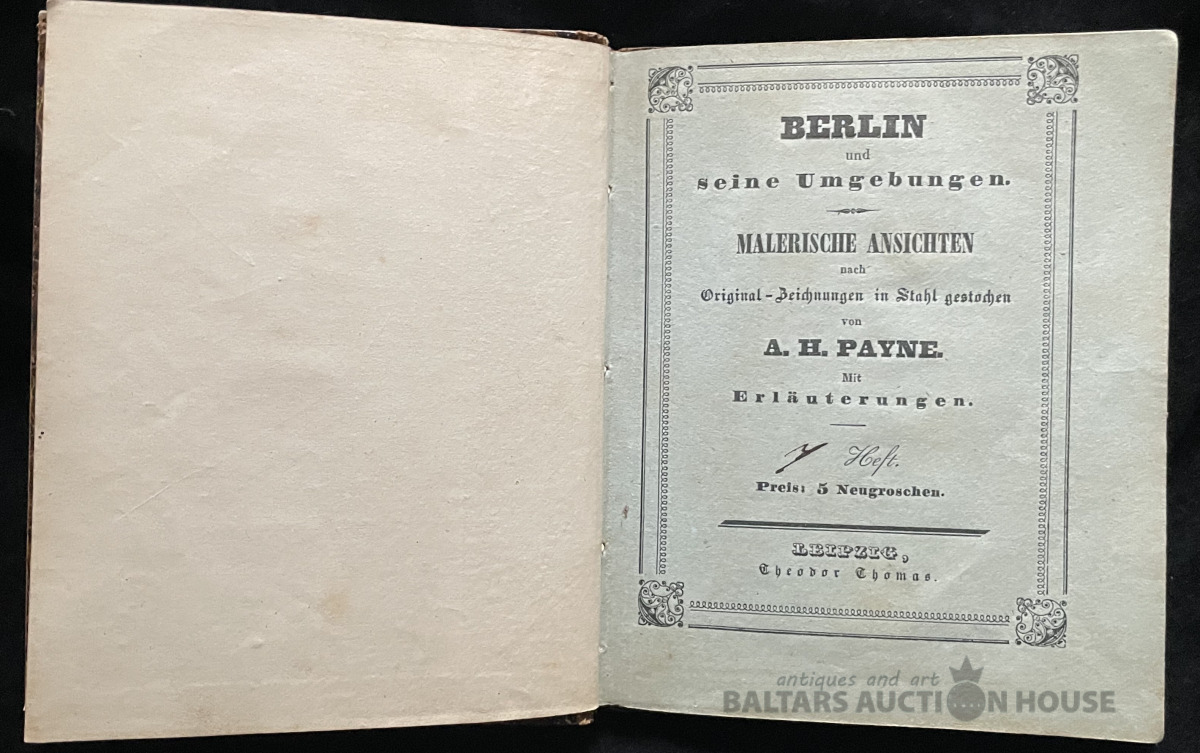 BERLIN
und
seine Umgebungen.
MALERISCHE ANSICHTEN
nach
Original-Zeichnungen in Stahl gestochen
von
A. H. PAYNE.
Mit
Erläuterungen.
Heft.
Preis: 5 Neugroschen.
LEIPZIG,
Theodor Thomas.
antiques and art
BALTARS AUCTION HOUSE